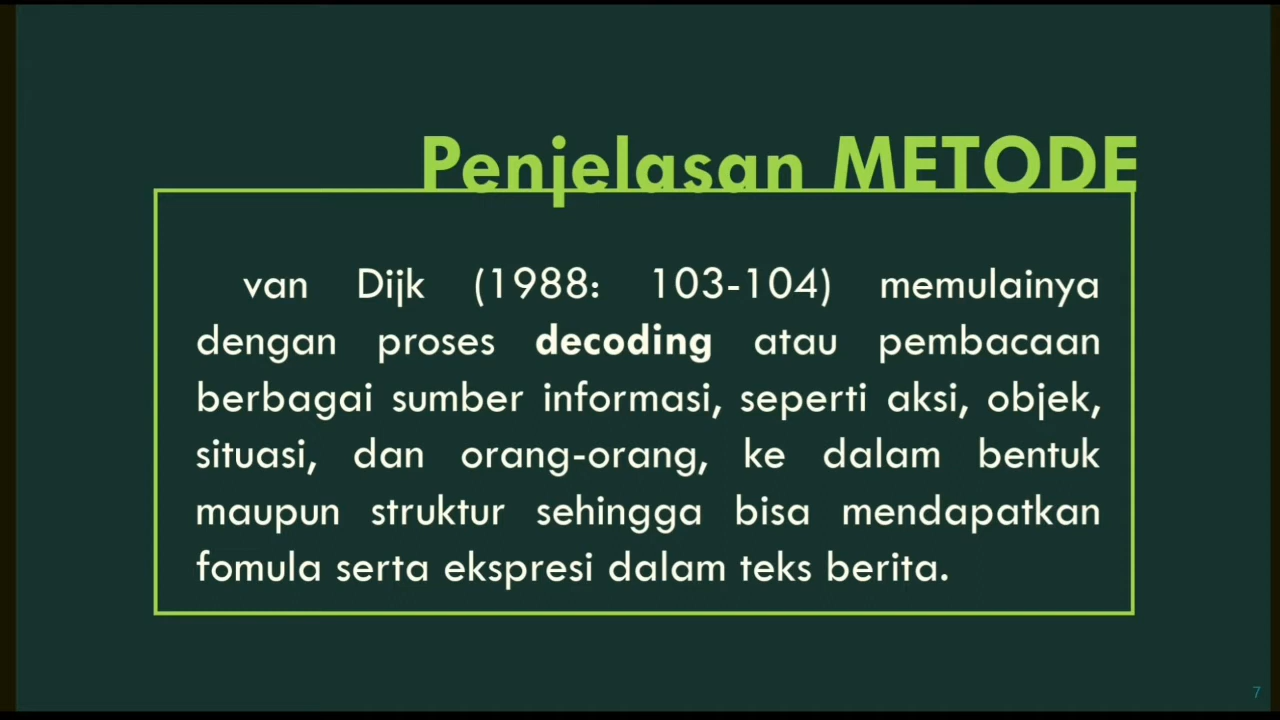 Penjelasan METODE
van Dijk (1988: 103-104) memulainya
dengan proses decoding atau pembacaan
berbagai sumber informasi, seperti aksi, objek,
situasi, dan orang-orang, ke dalam bentuk
maupun struktur sehingga bisa mendapatkan
fomula serta ekspresi dalam teks berita.
7